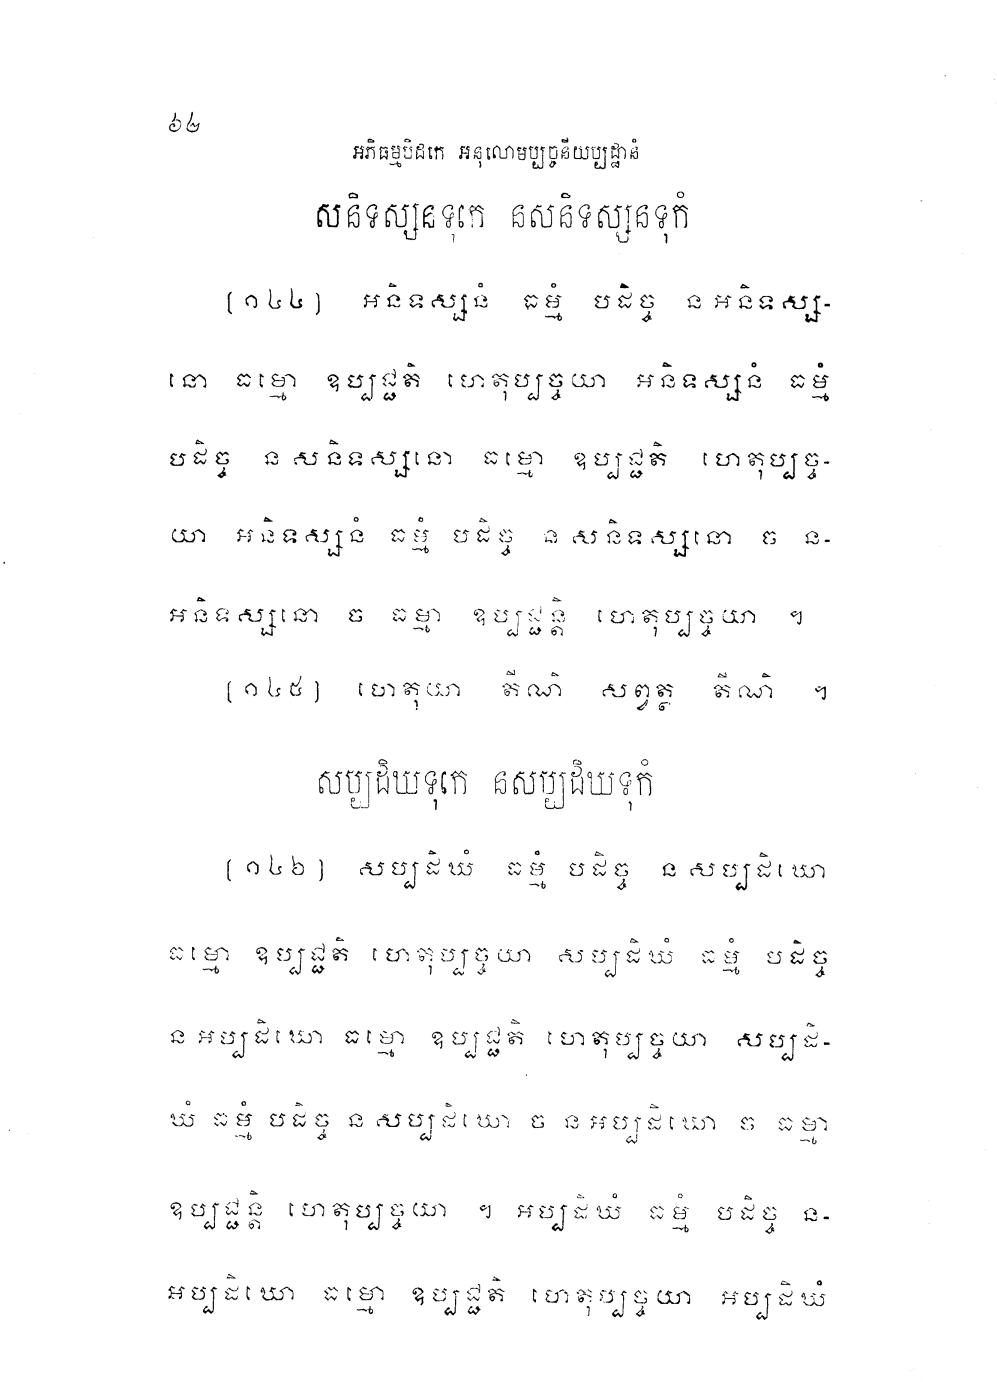 ៦៤
អភិធម្មបិដកេ អនុលោមប្បច្ចនីយប្បដ្ឋានំ
សនិទស្សនទុកេ នសនិទស្សនទុកំ
(១៤៤) អនិទស្សនំ ធម្មំ បដិច្ច ន អនិទស្ស-
នោ ធម្មោ ឧប្បជ្ជតិ ហេតុប្បច្ចយា អនិទស្សនំ ធម្មំ
បដិច្ច ន សនិទស្សនោ ធម្មោ ឧប្បជ្ជតិ ហេតុប្បច្ច-
យា អនិទស្សនំ ធម្មំ បដិច្ច ន សនិទស្សនោ ច ន-
អនិទស្សនោ ច ធម្មា ឧប្បជ្ជន្តិ ហេតុប្បច្ចយា ។
(១៤៥) ហេតុយា តីណិ សព្វត្ថ តីណិ ។
សប្បដិឃទុកេ នសប្បដិឃទុកំ
(១៤៦) សប្បដិឃំ ធម្មំ បដិច្ច ន សប្បដិឃោ
ធម្មោ ឧប្បជ្ជតិ ហេតុប្បច្ចយា សប្បដិឃំ ធម្មំ បដិច្ច
ន អប្បដិឃោ ធម្មោ ឧប្បជ្ជតិ ហេតុប្បច្ចយា សប្បដិ-
ឃំ ធម្មំ បដិច្ច ន សប្បដិឃោ ច ន អប្បដិឃោ ច ធម្មា
ឧប្បជ្ជន្តិ ហេតុប្បច្ចយា ។ អប្បដិឃំ ធម្មំ បដិច្ច ន-
អប្បដិឃោ ធម្មោ ឧប្បជ្ជតិ ហេតុប្បច្ចយា អប្បដិឃំ